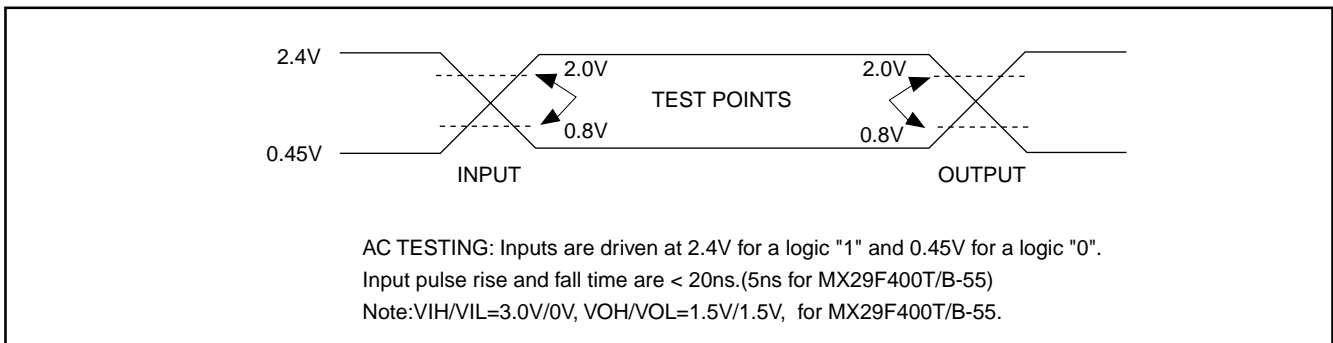 2.4V
2.0V
2.0V
TEST POINTS
0.8V
0.8V
0.45V
INPUT
OUTPUT
AC TESTING: Inputs are driven at 2.4V for a logic "1" and 0.45V for a logic "0".
Input pulse rise and fall time are < 20ns.(5ns for MX29F400T/B-55)
Note:VIH/VIL=3.0V/0V, VOH/VOL=1.5V/1.5V,  for MX29F400T/B-55.